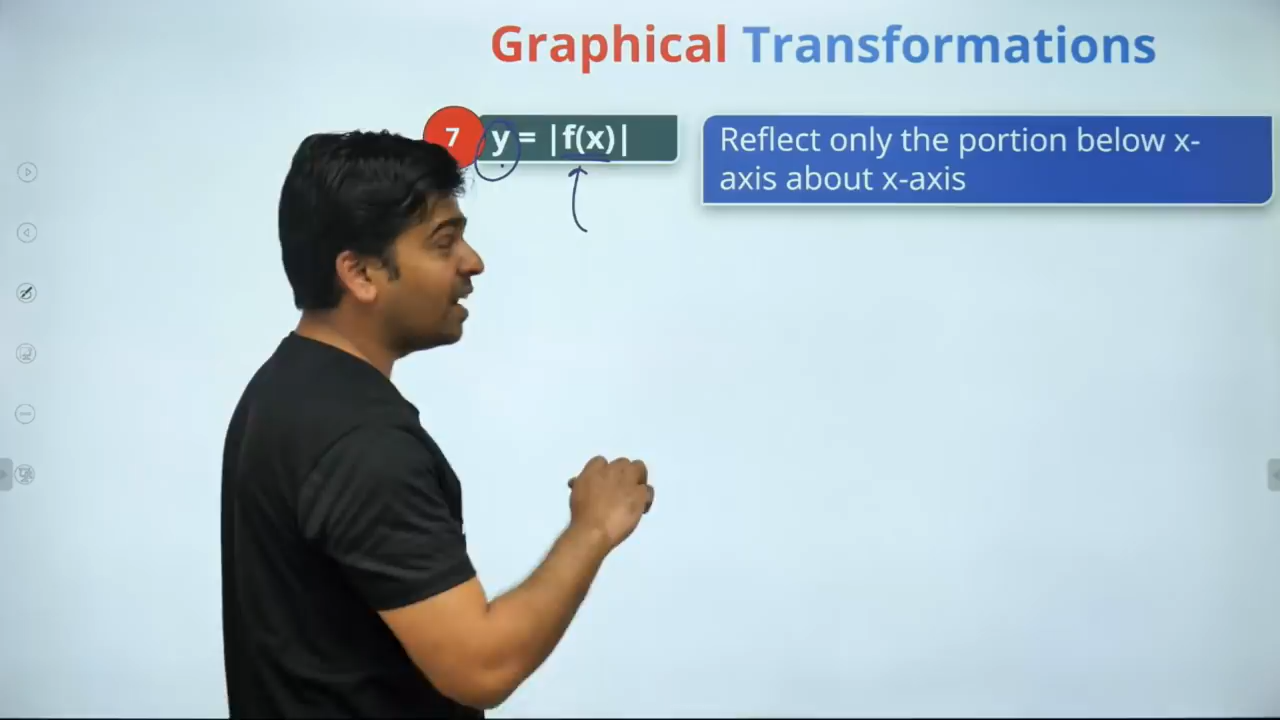 Graphical Transformations
7 y = |f(x)|
Reflect only the portion below x-
axis about x-axis